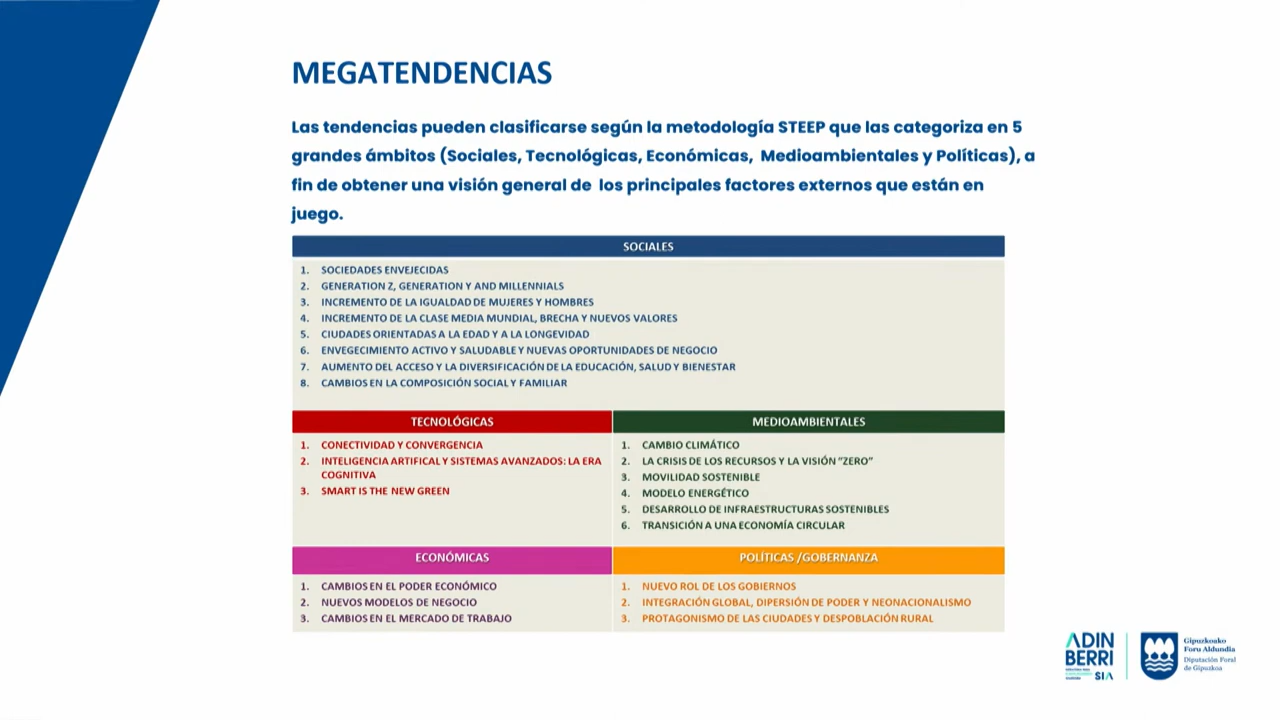 MEGATENDENCIAS
Las tendencias pueden clasificarse según la metodología STEEP que las categoriza en 5
grandes ámbitos (Sociales, Tecnológicas, Económicas, Medioambientales y Políticas), a
fin de obtener una visión general de los principales factores externos que están en
juego.
SOCIALES
1. SOCIEDADES ENVEJECIDAS
2. GENERATION Z, GENERATION Y AND MILLENNIALS
3. INCREMENTO DE LA IGUALDAD DE MUJERES Y HOMBRES
4. INCREMENTO DE LA CLASE MEDIA MUNDIAL, BRECHA Y NUEVOS VALORES
5. CIUDADES ORIENTADAS A LA EDAD Y A LA LONGEVIDAD
6. ENVEGECIMIENTO ACTIVO Y SALUDABLE Y NUEVAS OPORTUNIDADES DE NEGOCIO
7. AUMENTO DEL ACCESO Y LA DIVERSIFICACIÓN DE LA EDUCACIÓN, SALUD Y BIENESTAR
8. CAMBIOS EN LA COMPOSICIÓN SOCIAL Y FAMILIAR
TECNOLÓGICAS
1. CONECTIVIDAD Y CONVERGENCIA
2. INTELIGENCIA ARTIFICAL Y SISTEMAS AVANZADOS: LA ERA
COGNITIVA
3. SMART IS THE NEW GREEN
MEDIOAMBIENTALES
1. CAMBIO CLIMÁTICO
2. LA CRISIS DE LOS RECURSOS Y LA VISIÓN "ZERO"
3. MOVILIDAD SOSTENIBLE
4. MODELO ENERGÉTICO
5. DESARROLLO DE INFRAESTRUCTURAS SOSTENIBLES
6. TRANSICIÓN A UNA ECONOMÍA CIRCULAR
ECONÓMICAS
1. CAMBIOS EN EL PODER ECONÓMICO
2. NUEVOS MODELOS DE NEGOCIO
3. CAMBIOS EN EL MERCADO DE TRABAJO
POLÍTICAS /GOBERNANZA
1. NUEVO ROL DE LOS GOBIERNOS
2. INTEGRACIÓN GLOBAL, DIPERSIÓN DE PODER Y NEONACIONALISMO
3. PROTAGONISMO DE LAS CIUDADES Y DESPOBLACIÓN RURAL
ADIN
BERRI
SIA
Gipuzkoako
Foru Aldundia
Diputación Foral
de Gipuzkoa